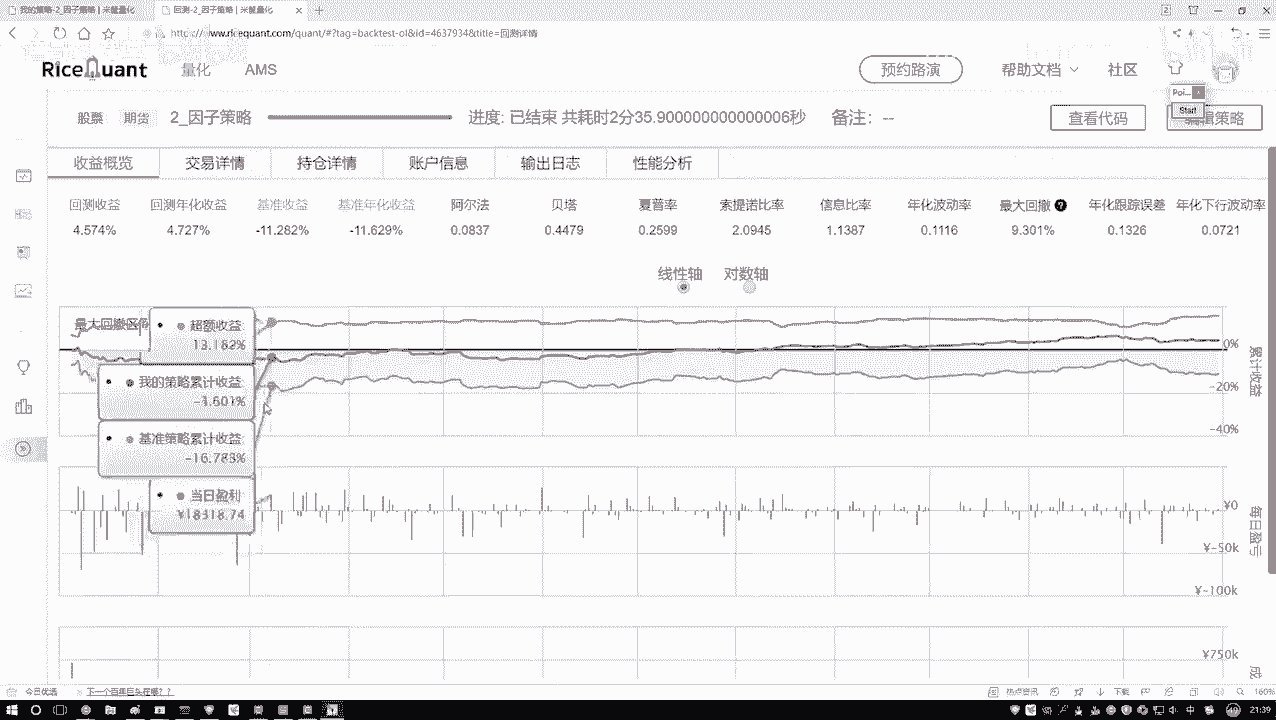 我的策略-2_因子策略 | 米筐量化
回测-2_因子策略 | 米筐量化
www.ricequant.com/quant/#?tag=backtest-ol&id=4637934&title=回测详情
RiceQuant 量化 AMS 预约路演 帮助文档 社区
Poi...
Start
股票 期货 2_因子策略 进度: 已结束 共耗时2分35.900000000000006秒 备注: -- 查看代码 编辑策略
收益概览 交易详情 持仓详情 账户信息 输出日志 性能分析
回测收益 回测年化收益 基准收益 基准年化收益 阿尔法 贝塔 夏普率 索提诺比率 信息比率 年化波动率 最大回撤 年化跟踪误差 年化下行波动率
4.574% 4.727% -11.282% -11.629% 0.0837 0.4479 0.2599 2.0945 1.1387 0.1116 9.301% 0.1326 0.0721
线性轴 对数轴
最大回撤区间
超额收益:
13.182%
我的策略累计收益:
基准策略累计收益:
-16.783%
当日盈利:
¥18318.74
0%
-20%
-40%
累计收益
¥0
¥-50k
¥-100k
每日盈亏
¥750k
成
今日优选
热点资讯 下载 160%
21:39